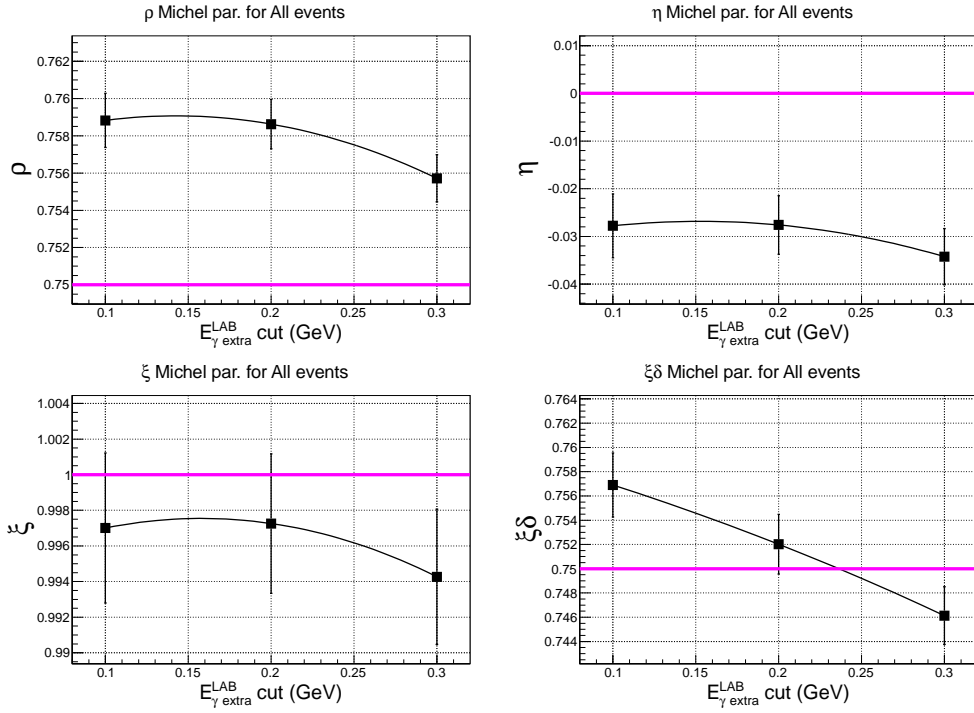 ρ Michel par. for All events
0.762
0.76
0.758
0.756
0.754
0.752
0.75
ρ
0.1 0.15 0.2 0.25 0.3
E^LAB_γ extra cut (GeV)
η Michel par. for All events
0.01
0
-0.01
-0.02
-0.03
-0.04
η
0.1 0.15 0.2 0.25 0.3
E^LAB_γ extra cut (GeV)
ξ Michel par. for All events
1.004
1.002
1
0.998
0.996
0.994
0.992
0.99
ξ
0.1 0.15 0.2 0.25 0.3
E^LAB_γ extra cut (GeV)
ξδ Michel par. for All events
0.764
0.762
0.76
0.758
0.756
0.754
0.752
0.75
0.748
0.746
0.744
ξδ
0.1 0.15 0.2 0.25 0.3
E^LAB_γ extra cut (GeV)